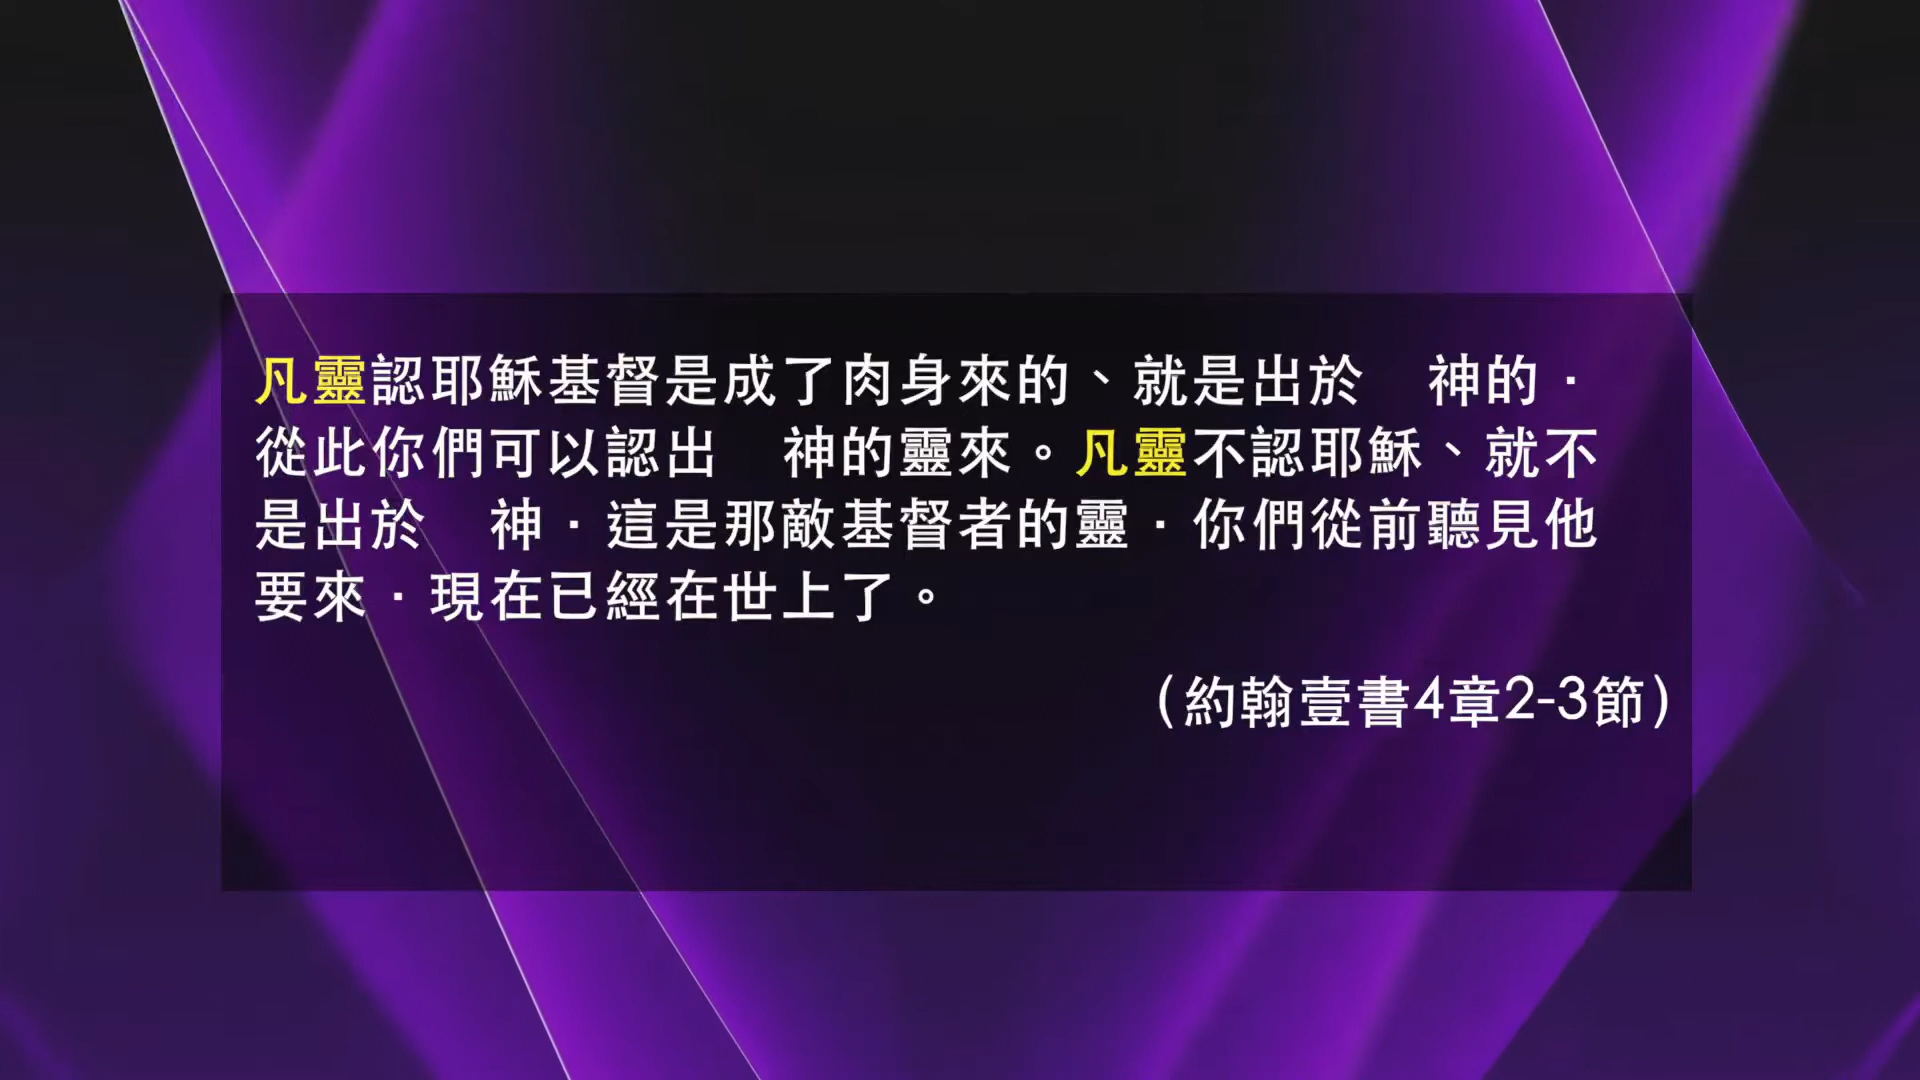 凡靈認耶穌基督是成了肉身來的、就是出於　神的．
從此你們可以認出　神的靈來。凡靈不認耶穌、就不
是出於　神．這是那敵基督者的靈．你們從前聽見他
要來．現在已經在世上了。
（約翰壹書4章2-3節）